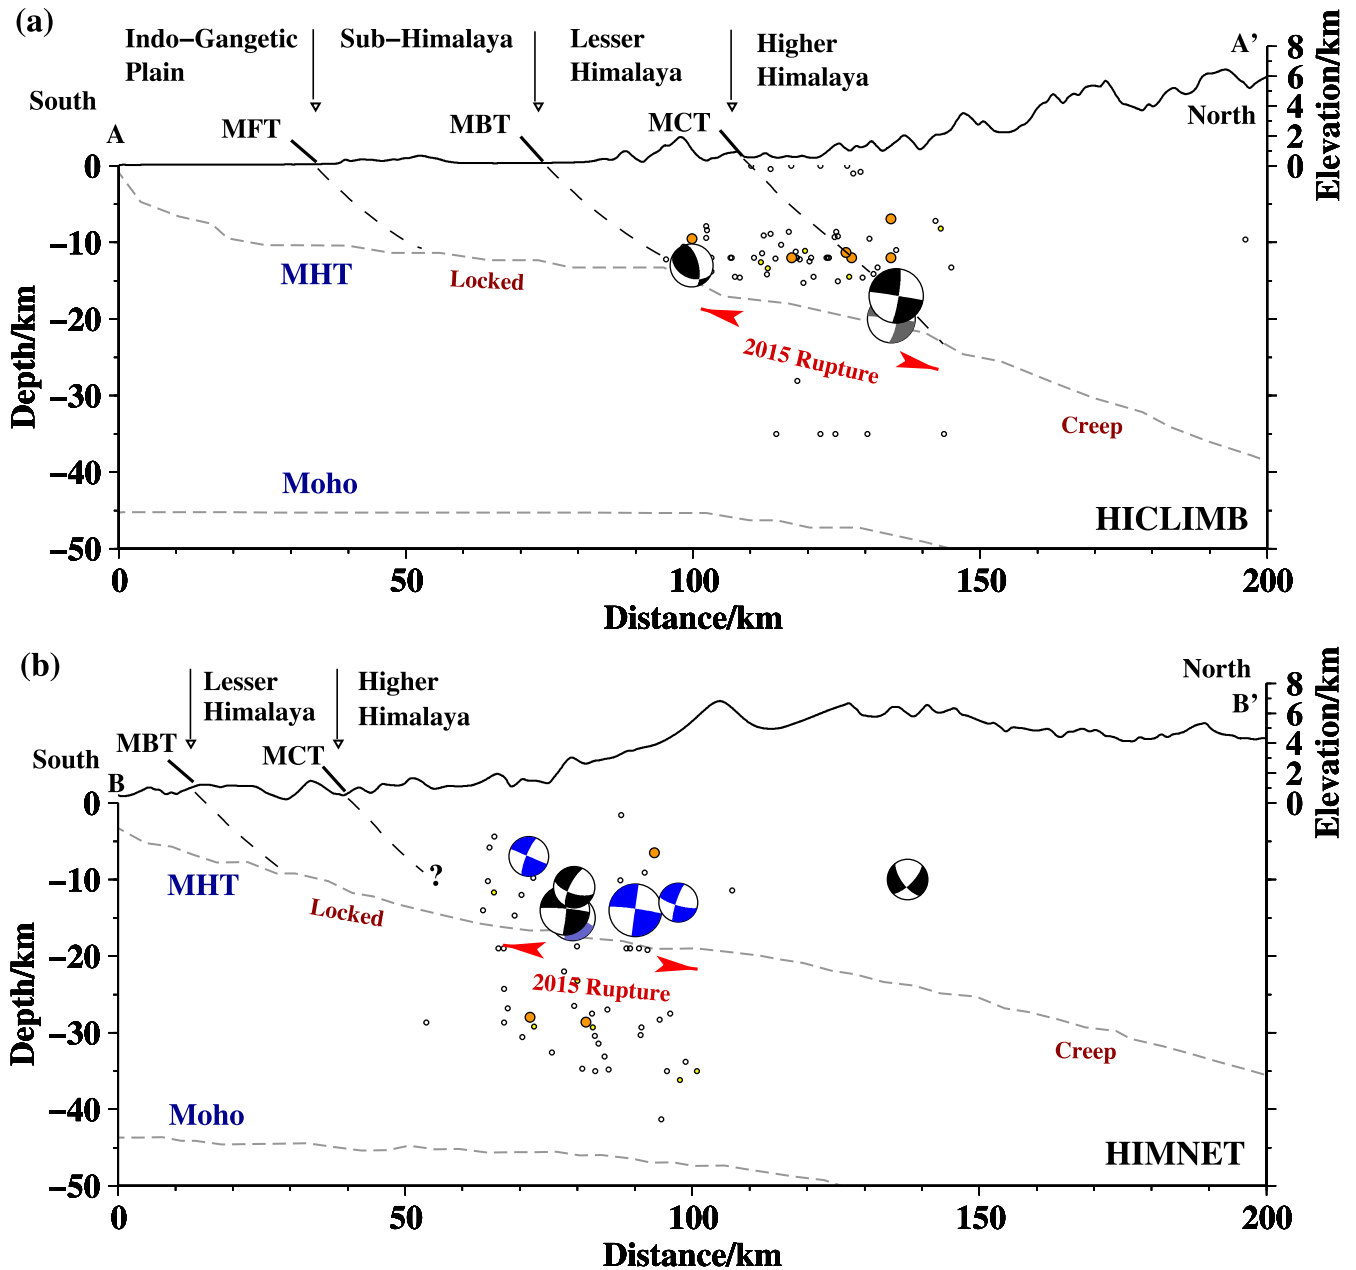 (a)
Indo−Gangetic
Plain
Sub−Himalaya
Lesser
Himalaya
Higher
Himalaya
A’
South
North
A
MFT
MBT
MCT
8
6
4
2
0
Elevation/km
0
−10
−20
−30
−40
−50
Depth/km
MHT
Locked
2015 Rupture
Creep
Moho
HICLIMB
0
50
100
150
200
Distance/km
(b)
Lesser
Himalaya
Higher
Himalaya
North
B’
South
B
MBT
MCT
8
6
4
2
0
Elevation/km
0
−10
−20
−30
−40
−50
Depth/km
?
MHT
Locked
2015 Rupture
Creep
Moho
HIMNET
0
50
100
150
200
Distance/km